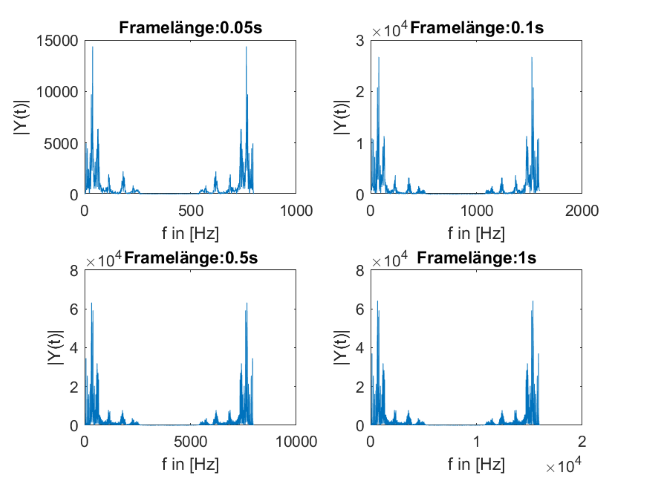 Framelänge:0.05s
15000
10000
5000
0
|Y(t)|
0 500 1000
f in [Hz]
×10^4 Framelänge:0.1s
3
2
1
0
|Y(t)|
0 1000 2000
f in [Hz]
×10^4 Framelänge:0.5s
8
6
4
2
0
|Y(t)|
0 5000 10000
f in [Hz]
×10^4 Framelänge:1s
8
6
4
2
0
|Y(t)|
0 1 2
f in [Hz] ×10^4